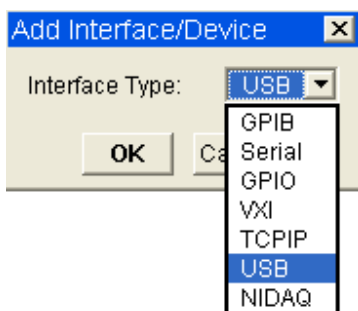 Add Interface/Device
Interface Type: USB
GPIB
OK Ca Serial
GPIO
VXI
TCPIP
USB
NIDAQ